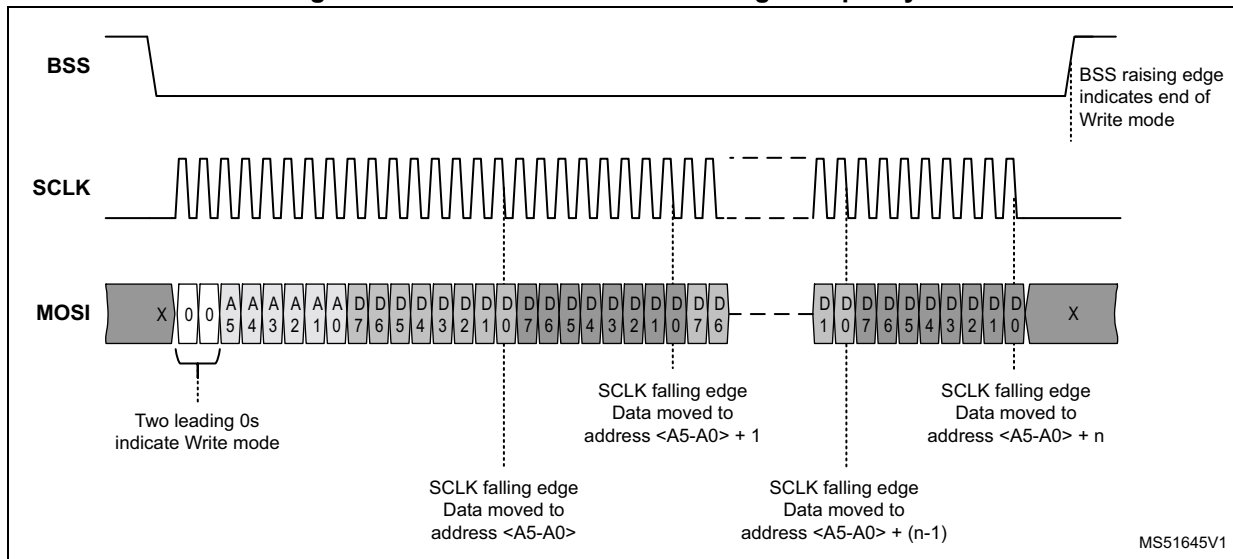 BSS
BSS raising edge
indicates end of
Write mode
SCLK
MOSI
X 0 0 A5 A4 A3 A2 A1 A0 D7 D6 D5 D4 D3 D2 D1 D0 D7 D6 D5 D4 D3 D2 D1 D0 D7 D6 D1 D0 D7 D6 D5 D4 D3 D2 D1 D0 X
Two leading 0s
indicate Write mode
SCLK falling edge
Data moved to
address <A5-A0> + 1
SCLK falling edge
Data moved to
address <A5-A0> + n
SCLK falling edge
Data moved to
address <A5-A0>
SCLK falling edge
Data moved to
address <A5-A0> + (n-1)
MS51645V1